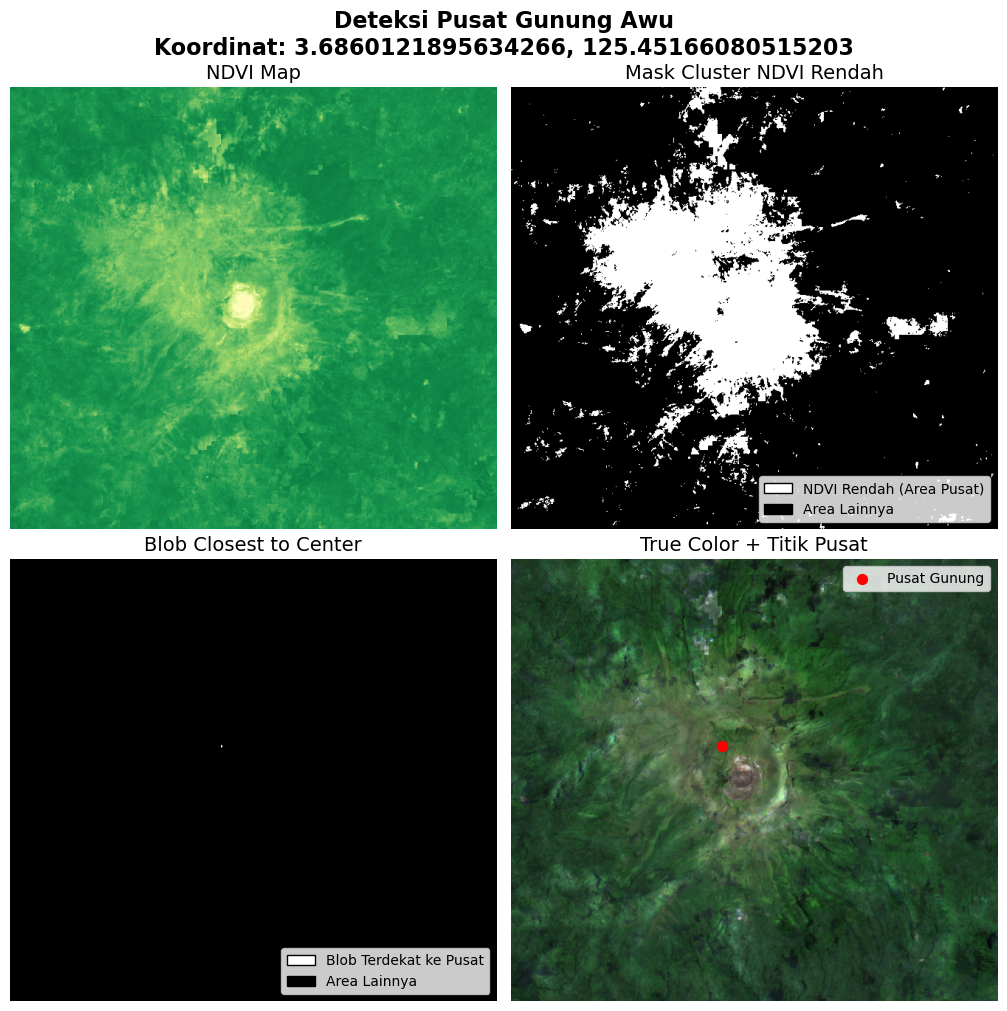 Deteksi Pusat Gunung Awu
Koordinat: 3.6860121895634266, 125.45166080515203
NDVI Map
Mask Cluster NDVI Rendah
NDVI Rendah (Area Pusat)
Area Lainnya
Blob Closest to Center
True Color + Titik Pusat
Blob Terdekat ke Pusat
Area Lainnya
Pusat Gunung